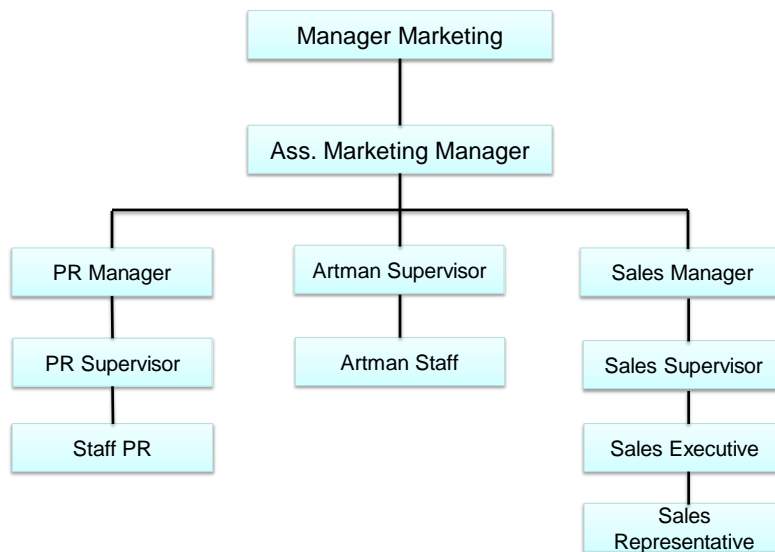 Manager Marketing
Ass. Marketing Manager
PR Manager
Artman Supervisor
Sales Manager
PR Supervisor
Artman Staff
Sales Supervisor
Staff PR
Sales Executive
Sales
Representative